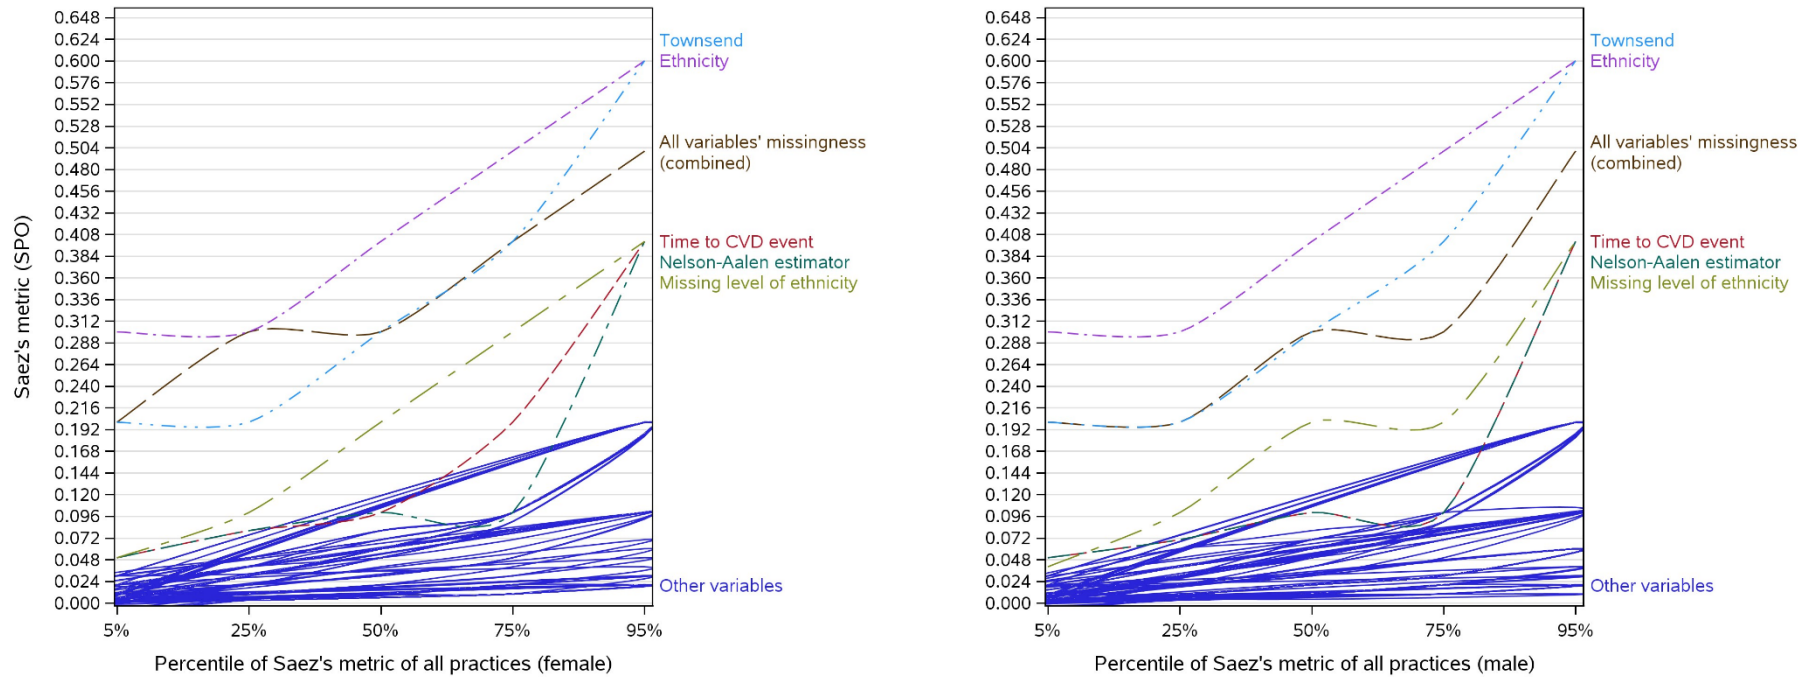 0.648
0.624
0.600
0.576
0.552
0.528
0.504
0.480
0.456
0.432
0.408
0.384
0.360
0.336
0.312
0.288
0.264
0.240
0.216
0.192
0.168
0.144
0.120
0.096
0.072
0.048
0.024
0.000
Saez's metric (SPO)
5% 25% 50% 75% 95%
Percentile of Saez's metric of all practices (female)
Townsend
Ethnicity
All variables' missingness
(combined)
Time to CVD event
Nelson-Aalen estimator
Missing level of ethnicity
Other variables
0.648
0.624
0.600
0.576
0.552
0.528
0.504
0.480
0.456
0.432
0.408
0.384
0.360
0.336
0.312
0.288
0.264
0.240
0.216
0.192
0.168
0.144
0.120
0.096
0.072
0.048
0.024
0.000
5% 25% 50% 75% 95%
Percentile of Saez's metric of all practices (male)
Townsend
Ethnicity
All variables' missingness
(combined)
Time to CVD event
Nelson-Aalen estimator
Missing level of ethnicity
Other variables